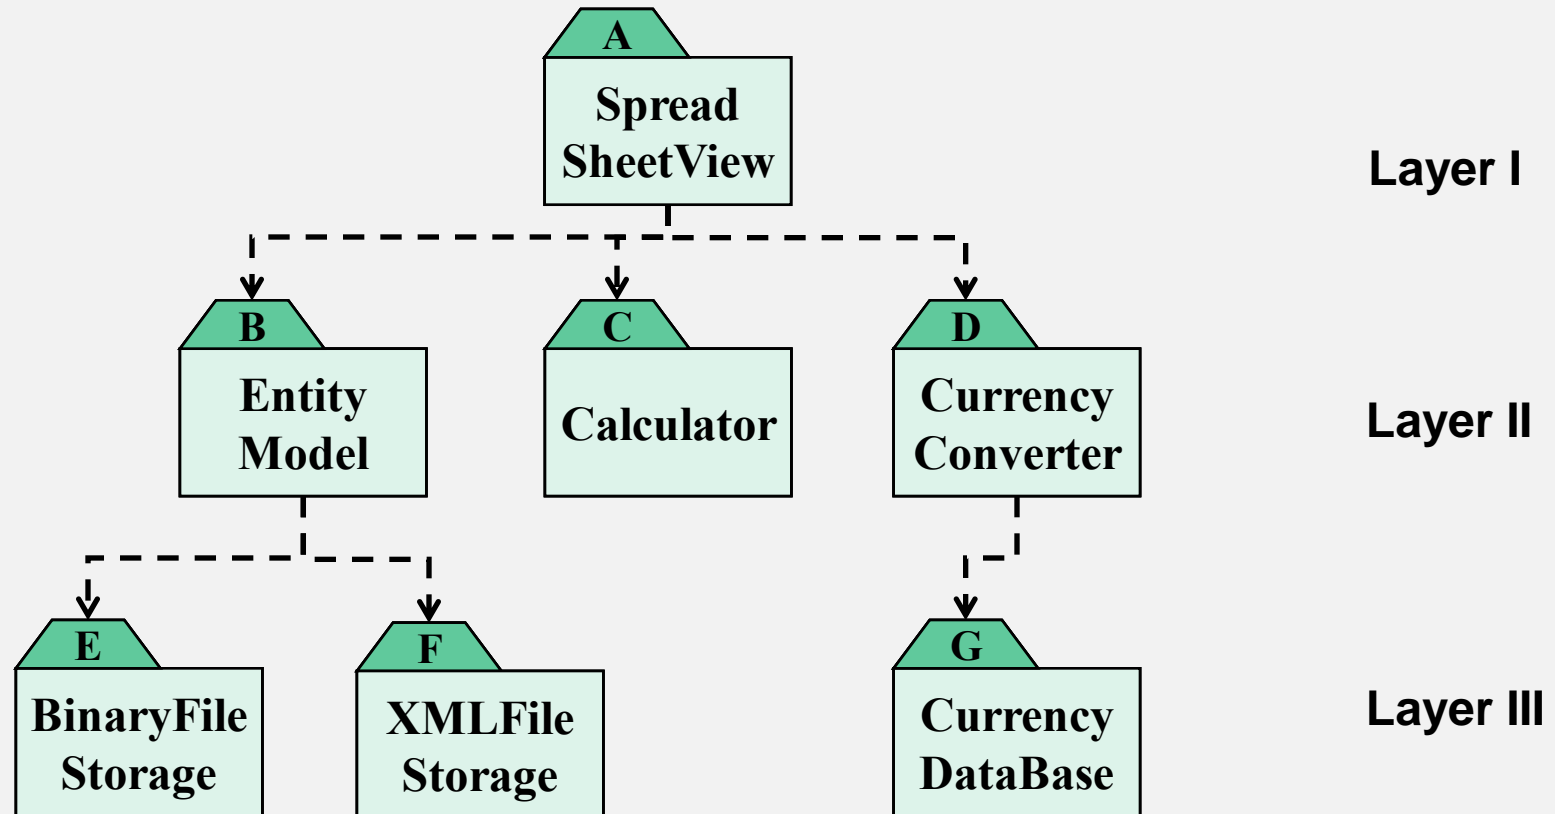 A
Spread
SheetView
Layer I
B
C
D
Entity
Model
Calculator
Currency
Converter
Layer II
E
F
G
BinaryFile
Storage
XMLFile
Storage
Currency
DataBase
Layer III